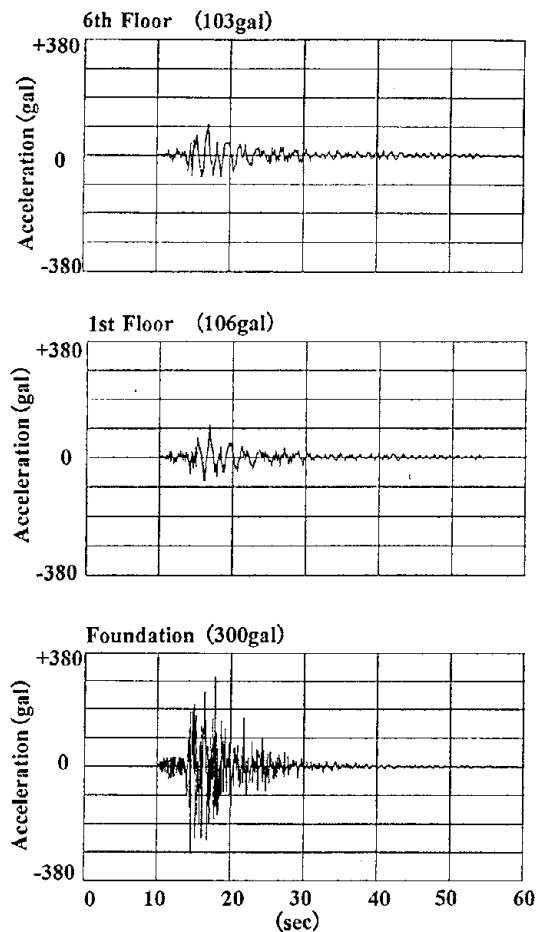 6th Floor (103gal)
+380
Acceleration (gal)
0
-380
1st Floor (106gal)
+380
Acceleration (gal)
0
-380
Foundation (300gal)
+380
Acceleration (gal)
0
-380
0 10 20 30 40 50 60
(sec)